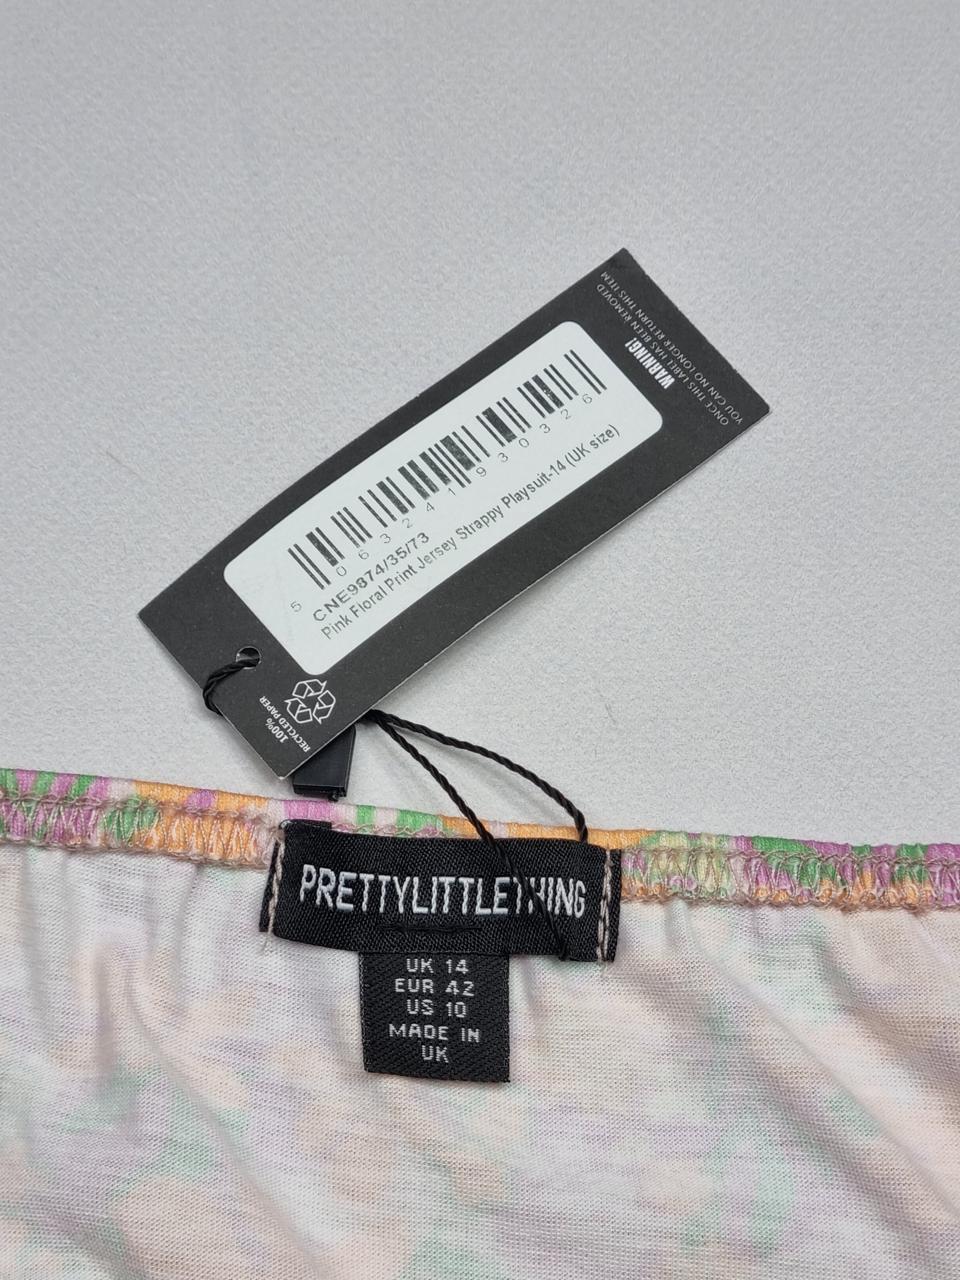 WARNING!
ONCE THIS LABEL HAS BEEN REMOVED
YOU CAN NO LONGER RETURN THIS ITEM
5 063241 930326
CNE9874/35/73
Pink Floral Print Jersey Strappy Playsuit-14 (UK size)
100%
RECYCLED PAPER
PRETTYLITTLETHING
UK 14
EUR 42
US 10
MADE IN
UK